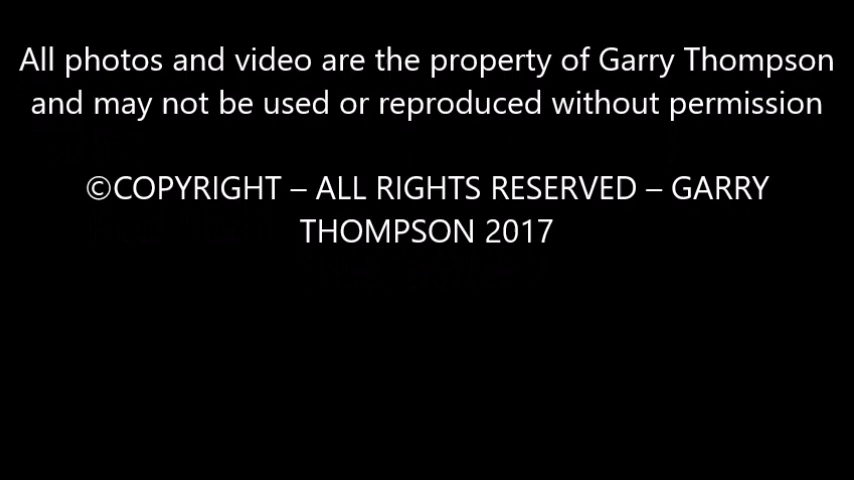 All photos and video are the property of Garry Thompson
and may not be used or reproduced without permission
©COPYRIGHT – ALL RIGHTS RESERVED – GARRY
THOMPSON 2017